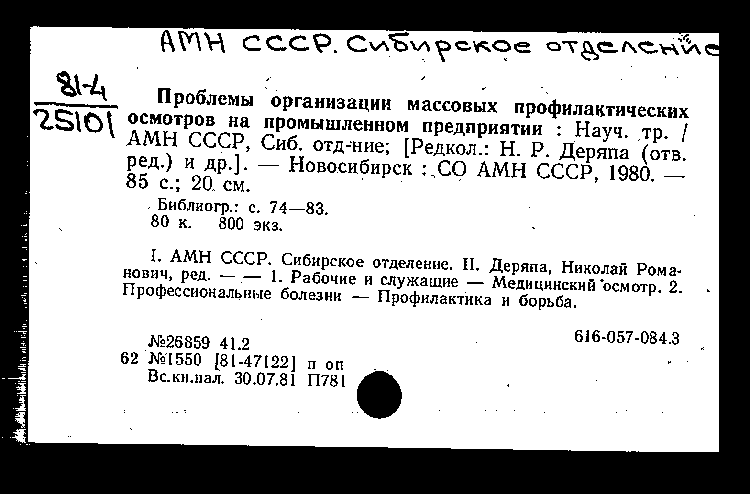 АМН СССР. Сибирское отделение
81-4
25101
Проблемы организации массовых профилактических
осмотров на промышленном предприятии : Науч. тр. /
АМН СССР, Сиб. отд-ние; [Редкол.: Н. Р. Деряпа (отв.
ред.) и др.]. — Новосибирск : СО АМН СССР, 1980. —
85 с.; 20 см.
Библиогр.: с. 74—83.
80 к. 800 экз.
I. АМН СССР. Сибирское отделение. II. Деряпа, Николай Рома-
нович, ред. — — 1. Рабочие и служащие — Медицинский осмотр. 2.
Профессиональные болезни — Профилактика и борьба.
616-057-084.3
№26859 41.2
62 №1550 [81-47122] п оп
Вс.кн.пал. 30.07.81 П781